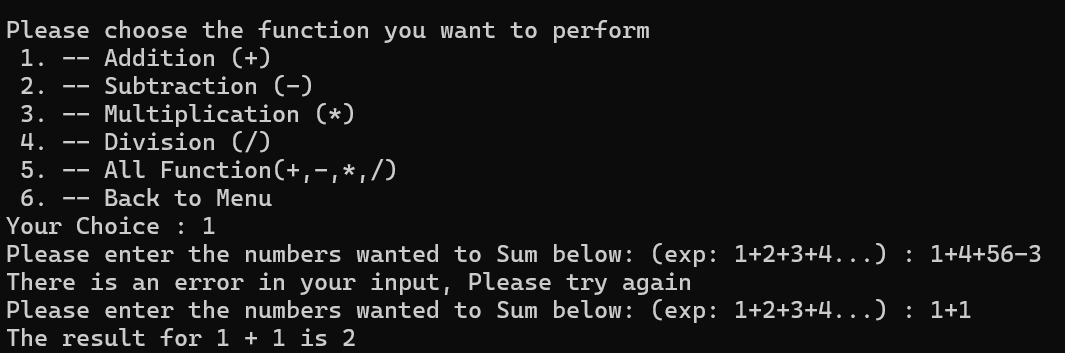 Please choose the function you want to perform
 1. -- Addition (+)
 2. -- Subtraction (-)
 3. -- Multiplication (*)
 4. -- Division (/)
 5. -- All Function(+,-,*,/)
 6. -- Back to Menu
Your Choice : 1
Please enter the numbers wanted to Sum below: (exp: 1+2+3+4...) : 1+4+56-3
There is an error in your input, Please try again
Please enter the numbers wanted to Sum below: (exp: 1+2+3+4...) : 1+1
The result for 1 + 1 is 2